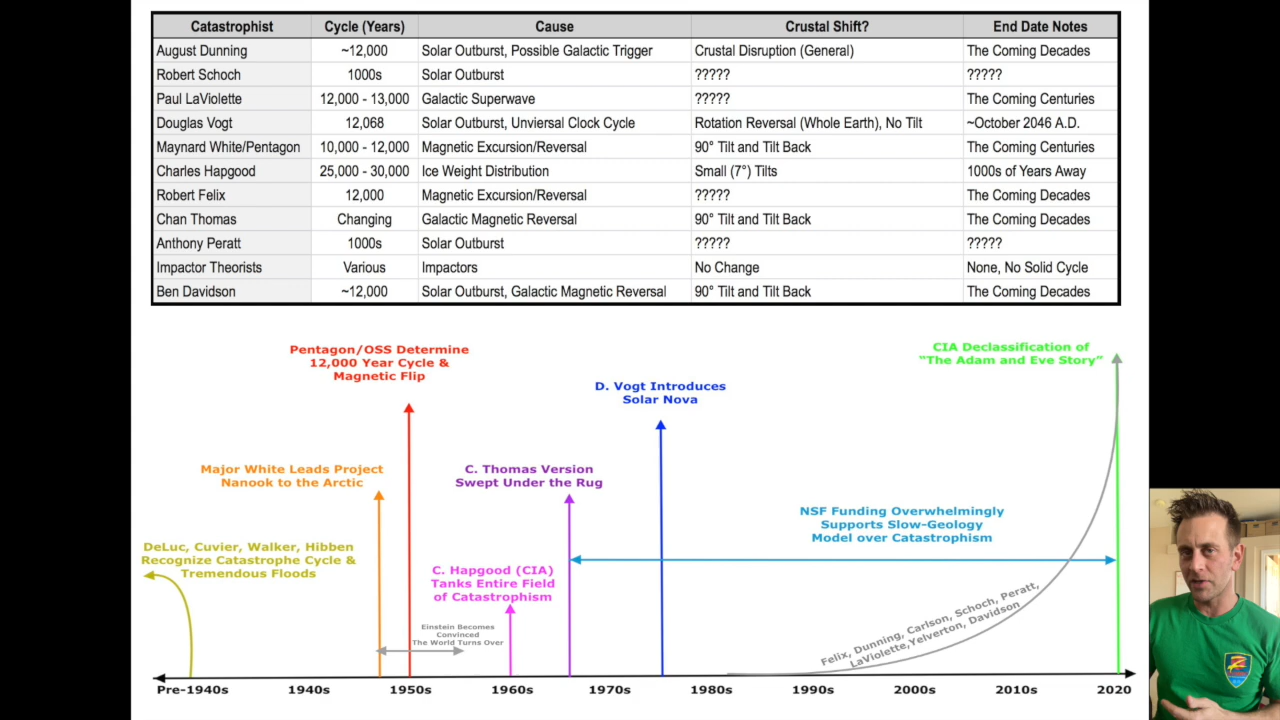 Catastrophist Cycle (Years) Cause Crustal Shift? End Date Notes
August Dunning ~12,000 Solar Outburst, Possible Galactic Trigger Crustal Disruption (General) The Coming Decades
Robert Schoch 1000s Solar Outburst ????? ?????
Paul LaViolette 12,000 - 13,000 Galactic Superwave ????? The Coming Centuries
Douglas Vogt 12,068 Solar Outburst, Unviersal Clock Cycle Rotation Reversal (Whole Earth), No Tilt ~October 2046 A.D.
Maynard White/Pentagon 10,000 - 12,000 Magnetic Excursion/Reversal 90° Tilt and Tilt Back The Coming Centuries
Charles Hapgood 25,000 - 30,000 Ice Weight Distribution Small (7°) Tilts 1000s of Years Away
Robert Felix 12,000 Magnetic Excursion/Reversal ????? The Coming Decades
Chan Thomas Changing Galactic Magnetic Reversal 90° Tilt and Tilt Back The Coming Decades
Anthony Peratt 1000s Solar Outburst ????? ?????
Impactor Theorists Various Impactors No Change None, No Solid Cycle
Ben Davidson ~12,000 Solar Outburst, Galactic Magnetic Reversal 90° Tilt and Tilt Back The Coming Decades
Pentagon/OSS Determine
12,000 Year Cycle &
Magnetic Flip
CIA Declassification of
"The Adam and Eve Story"
D. Vogt Introduces
Solar Nova
Major White Leads Project
Nanook to the Arctic
C. Thomas Version
Swept Under the Rug
NSF Funding Overwhelmingly
Supports Slow-Geology
Model over Catastrophism
DeLuc, Cuvier, Walker, Hibben
Recognize Catastrophe Cycle &
Tremendous Floods
C. Hapgood (CIA)
Tanks Entire Field
of Catastrophism
Einstein Becomes
Convinced
The World Turns Over
Felix, Dunning, Carlson, Schoch, Peratt,
LaViolette,Yelverton, Davidson
Pre-1940s 1940s 1950s 1960s 1970s 1980s 1990s 2000s 2010s 2020